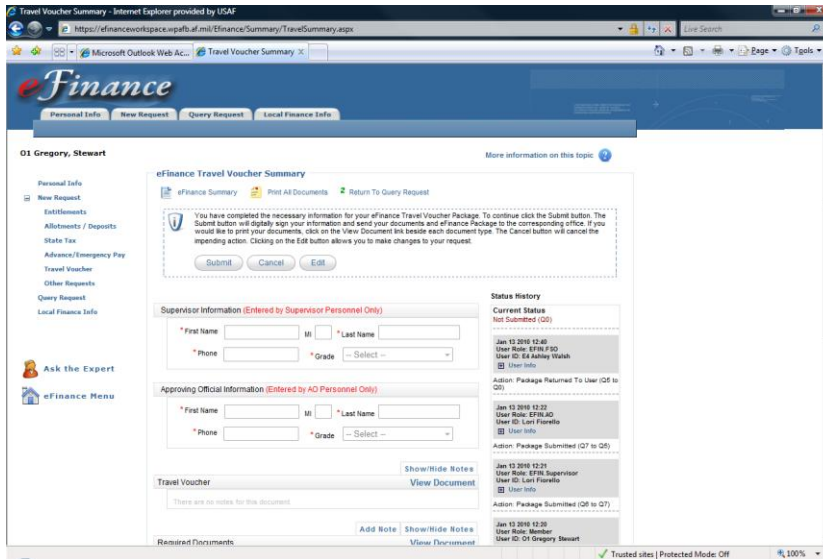 Travel Voucher Summary - Internet Explorer provided by USAF
https://efinanceworkspace.wpafb.af.mil/Efinance/Summary/TravelSummary.aspx
Live Search
Microsoft Outlook Web Ac...
Travel Voucher Summary
Page
Tools
eFinance
Personal Info
New Request
Query Request
Local Finance Info
O1 Gregory, Stewart
More information on this topic
Personal Info
New Request
Entitlements
Allotments / Deposits
State Tax
Advance/Emergency Pay
Travel Voucher
Other Requests
Query Request
Local Finance Info
Ask the Expert
eFinance Menu
eFinance Travel Voucher Summary
eFinance Summary
Print All Documents
Return To Query Request
You have completed the necessary information for your eFinance Travel Voucher Package. To continue click the Submit button. The
Submit button will digitally sign your information and send your documents and eFinance Package to the corresponding office. If you
would like to print your documents, click on the View Document link beside each document type. The Cancel button will cancel the
impending action. Clicking on the Edit button allows you to make changes to your request.
Submit
Cancel
Edit
Supervisor Information (Entered by Supervisor Personnel Only)
*First Name
MI
*Last Name
*Phone
*Grade
-- Select --
Approving Official Information (Entered by AO Personnel Only)
*First Name
MI
*Last Name
*Phone
*Grade
-- Select --
Show/Hide Notes
Travel Voucher
View Document
There are no notes for this document
Add Note
Show/Hide Notes
Required Documents
View Document
Status History
Current Status
Not Submitted (Q0)
Jan 13 2010 12:40
User Role: EFIN.FSO
User ID: E4 Ashley Walsh
User Info
Action: Package Returned To User (Q5 to
Q0)
Jan 13 2010 12:22
User Role: EFIN.AO
User ID: Lori Fiorello
User Info
Action: Package Submitted (Q7 to Q5)
Jan 13 2010 12:21
User Role: EFIN.Supervisor
User ID: Lori Fiorello
User Info
Action: Package Submitted (Q6 to Q7)
Jan 13 2010 12:20
User Role: Member
User ID: O1 Gregory Stewart
Trusted sites | Protected Mode: Off
100%